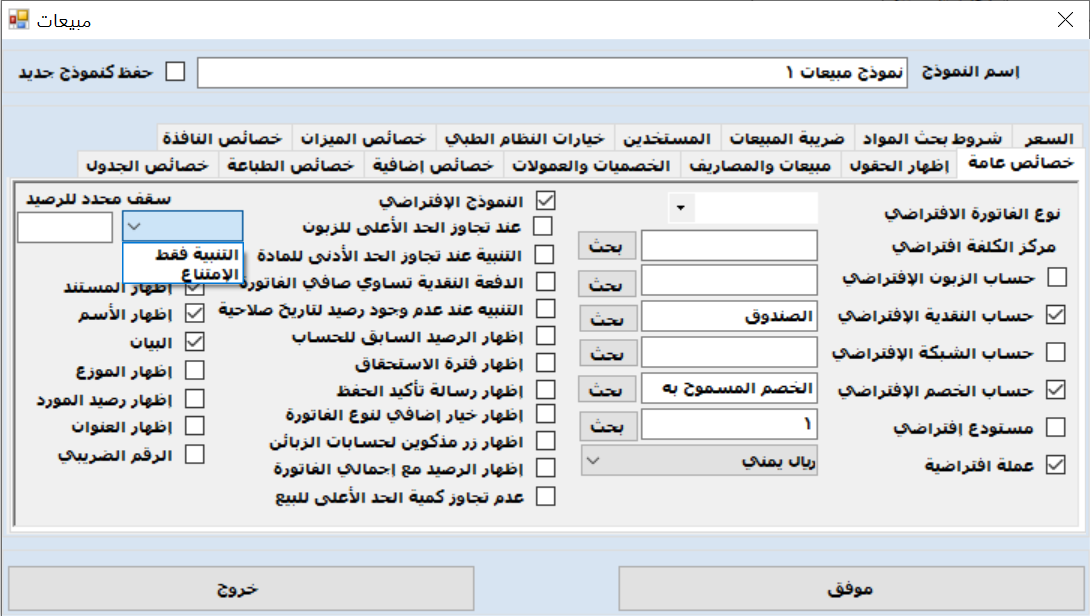 مبيعات
إسم النموذج
نموذج مبيعات ١
حفظ كنموذج جديد
السعر
شروط بحث المواد
ضريبة المبيعات
المستخدين
خيارات النظام الطبي
خصائص الميزان
خصائص النافذة
خصائص عامة
إظهار الحقول
مبيعات والمصاريف
الخصميات والعمولات
خصائص إضافية
خصائص الطباعة
خصائص الجدول
نوع الفاتورة الافتراضي
مركز الكلفة افتراضي
بحث
حساب الزبون الإفتراضي
بحث
حساب النقدية الإفتراضي
الصندوق
بحث
حساب الشبكة الإفتراضي
بحث
حساب الخصم الإفتراضي
الخصم المسموح به
بحث
مستودع إفتراضي
١
بحث
عملة افتراضية
ريال يمني
النموذج الإفتراضي
عند تجاوز الحد الأعلى للزبون
التنبية عند تجاوز الحد الأدنى للمادة
الدفعة النقدية تساوي صافي الفاتورة
التنبيه عند عدم وجود رصيد لتاريخ صلاحية
إظهار الرصيد السابق للحساب
إظهار فترة الاستحقاق
إظهار رسالة تأكيد الحفظ
إظهار خيار إضافي لنوع الفاتورة
اظهار زر مذكوين لحسابات الزبائن
إظهار الرصيد مع إجمالي الفاتورة
عدم تجاوز كمية الحد الأعلى للبيع
سقف محدد للرصيد
التنبية فقط
الإمتناع
إظهار المستند
إظهار الأسم
البيان
إظهار الموزع
إظهار رصيد المورد
إظهار العنوان
الرقم الضريبي
موفق
خروج